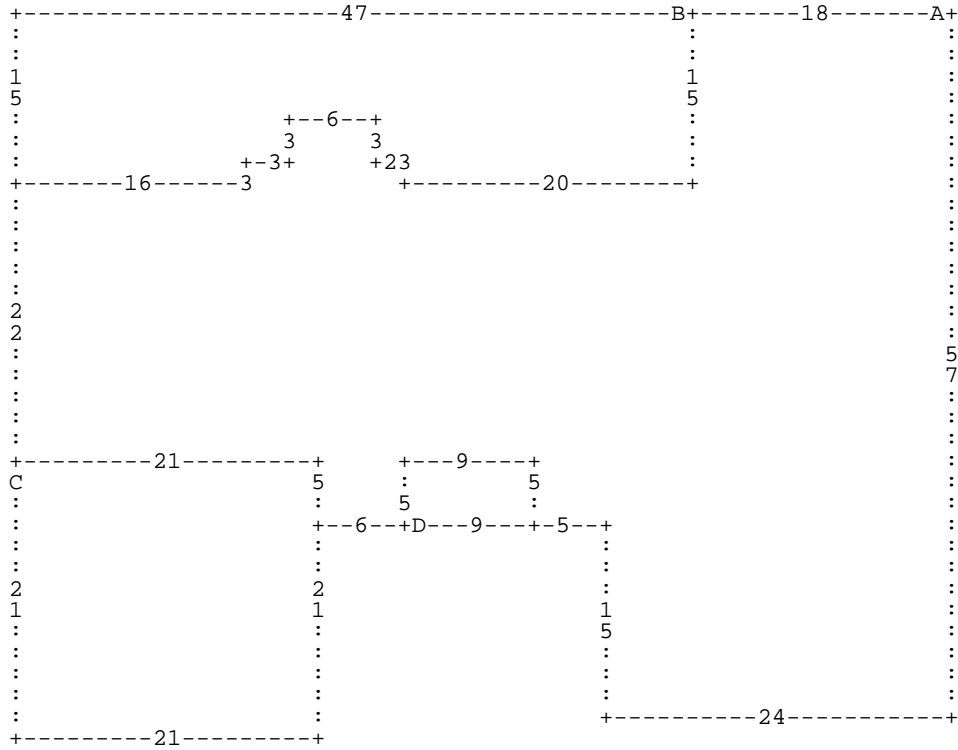 +----------------------47---------------------B+-------18-------A+
:                                              :                 :
:                                              :                 :
1                                              1                 :
5                                              5                 :
:                  +--6--+                     :                 :
:                  3     3                     :                 :
:               +-3+     +23                   :                 :
+-------16------3          +---------20--------+                 :
:                                                                :
:                                                                :
:                                                                :
:                                                                :
:                                                                :
2                                                                :
2                                                                :
:                                                                5
:                                                                7
:                                                                :
:                                                                :
:                                                                :
+---------21---------+     +---9----+                            :
C                    5     :        5                            :
:                    :     5        :                            :
:                    +--6--+D---9---+-5--+                       :
:                    :                   :                       :
:                    :                   :                       :
2                    2                   :                       :
1                    1                   1                       :
:                    :                   5                       :
:                    :                   :                       :
:                    :                   :                       :
:                    :                   :                       :
:                    :                   +----------24-----------+
+---------21---------+